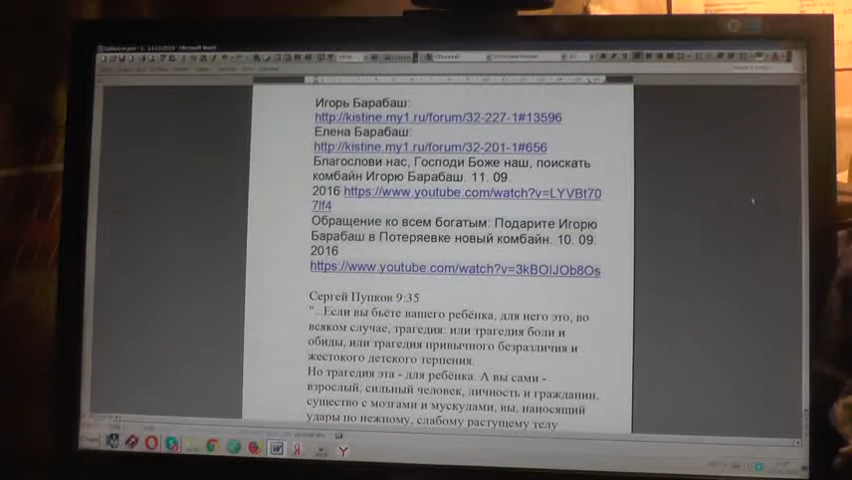 Игорь Барабаш:
http://kistine.my1.ru/forum/32-227-1#13596
Елена Барабаш:
http://kistine.my1.ru/forum/32-201-1#656
Благослови нас, Господи Боже наш, поискать
комбайн Игорю Барабаш. 11. 09.
2016 https://www.youtube.com/watch?v=LYVBt70
7lf4
Обращение ко всем богатым: Подарите Игорю
Барабаш в Потеряевке новый комбайн. 10. 09.
2016
https://www.youtube.com/watch?v=3kBOIJOb8Os
Сергей Пупков 9:35
"...Если вы бьёте вашего ребёнка, для него это, во
всяком случае, трагедия: или трагедия боли и
обиды, или трагедия привычного безразличия и
жестокого детского терпения.
Но трагедия эта - для ребёнка. А вы сами -
взрослый, сильный человек, личность и гражданин,
существо с мозгами и мускулами, вы, наносящий
удары по нежному, слабому растущему телу